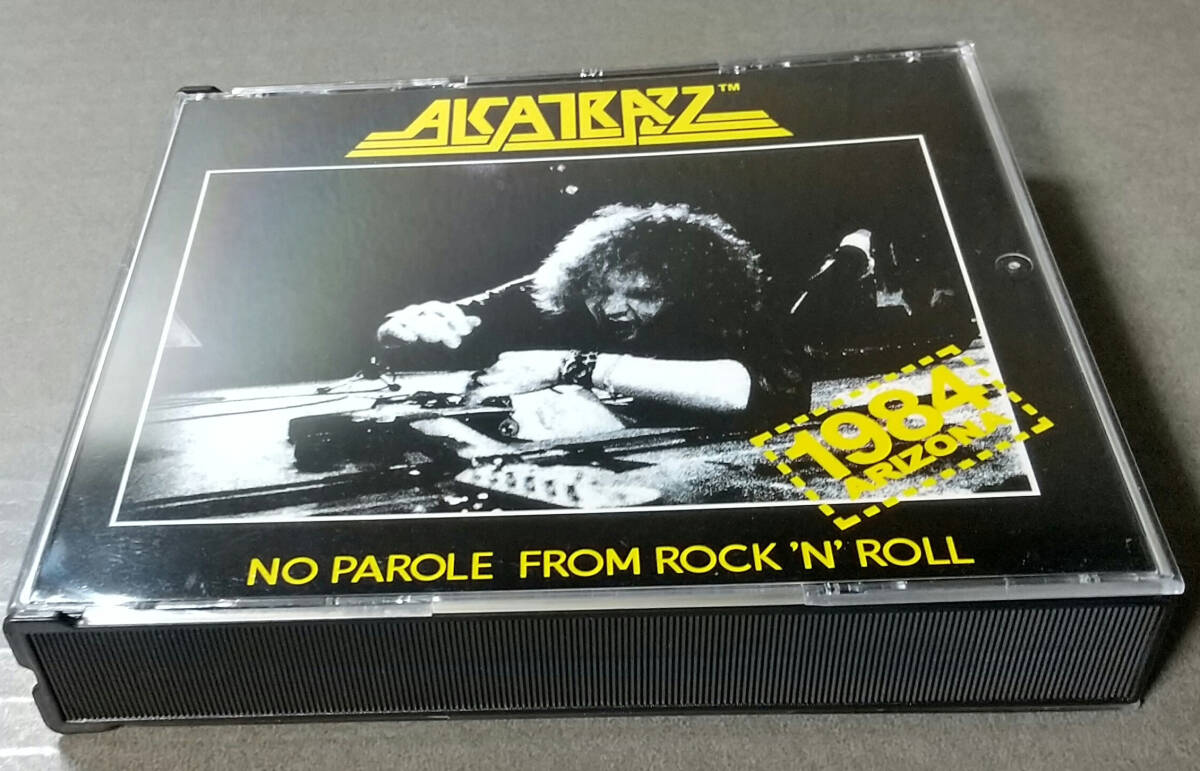 ALCATRAZZ™
1984
ARIZONA
NO PAROLE FROM ROCK 'N' ROLL